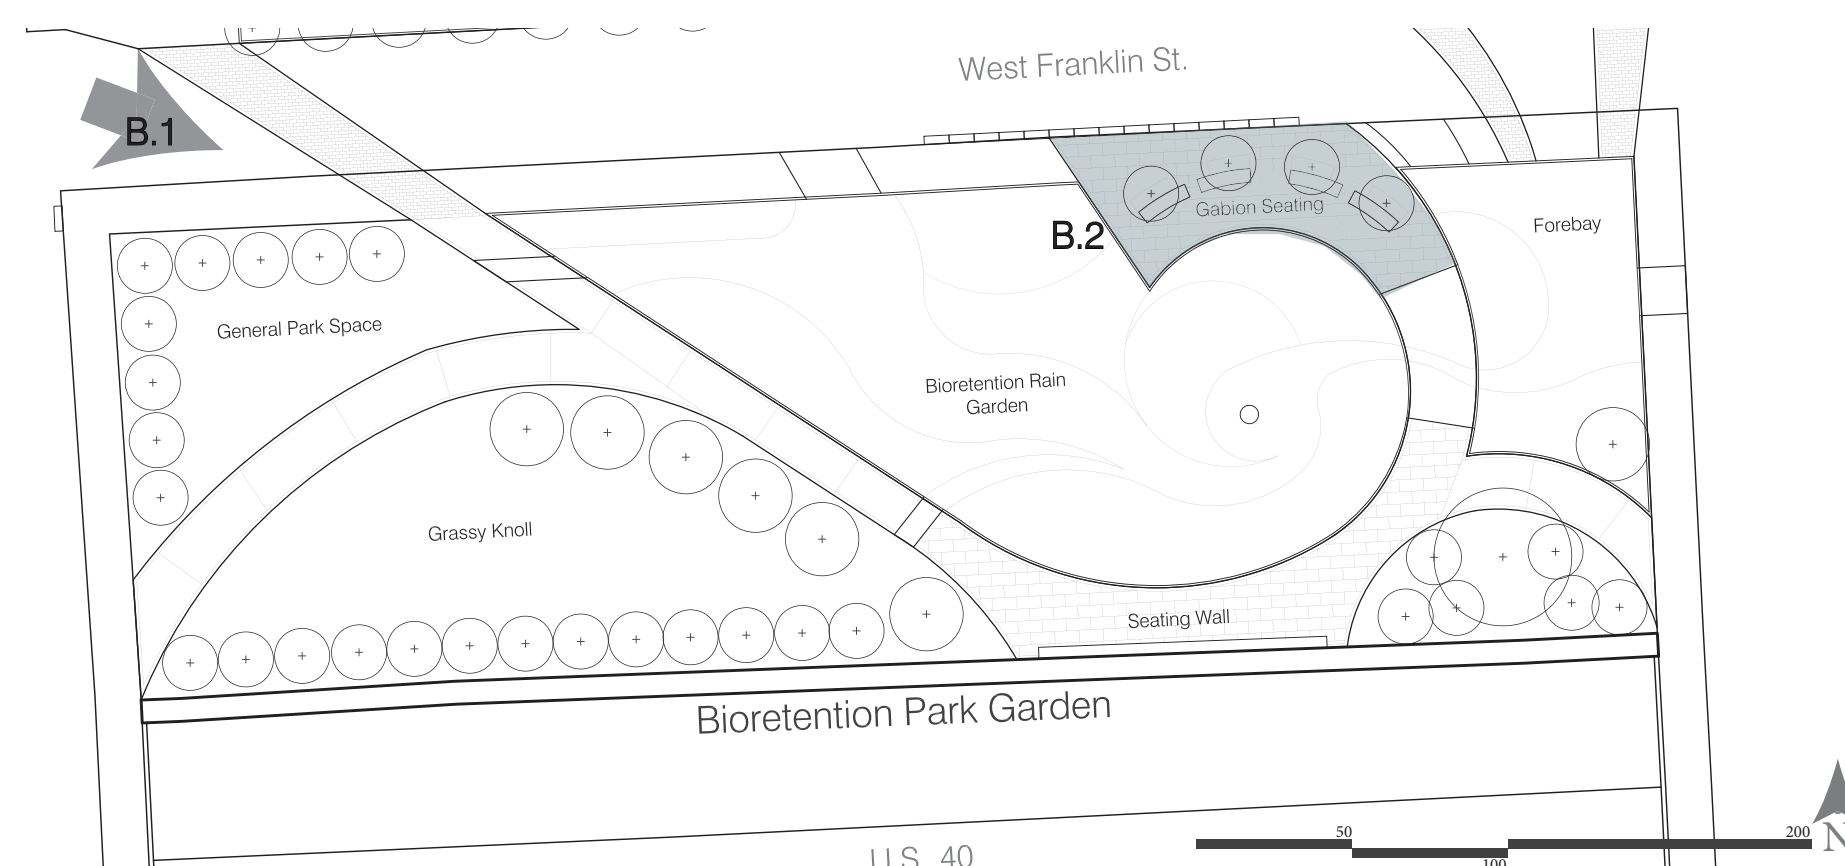 West Franklin St.
B.1
Gabion Seating
B.2
Forebay
General Park Space
Bioretention Rain
Garden
Grassy Knoll
Seating Wall
Bioretention Park Garden
50
200
N
U.S. 40
100